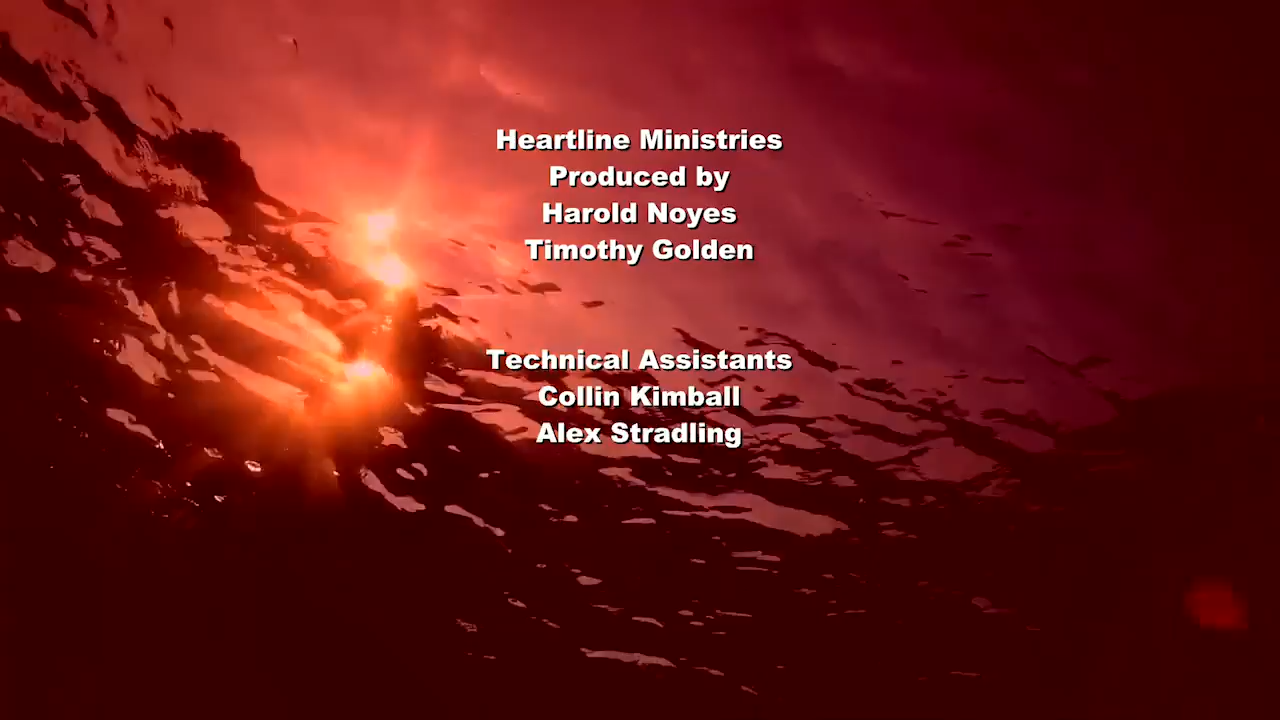 Heartline Ministries
Produced by
Harold Noyes
Timothy Golden
Technical Assistants
Collin Kimball
Alex Stradling